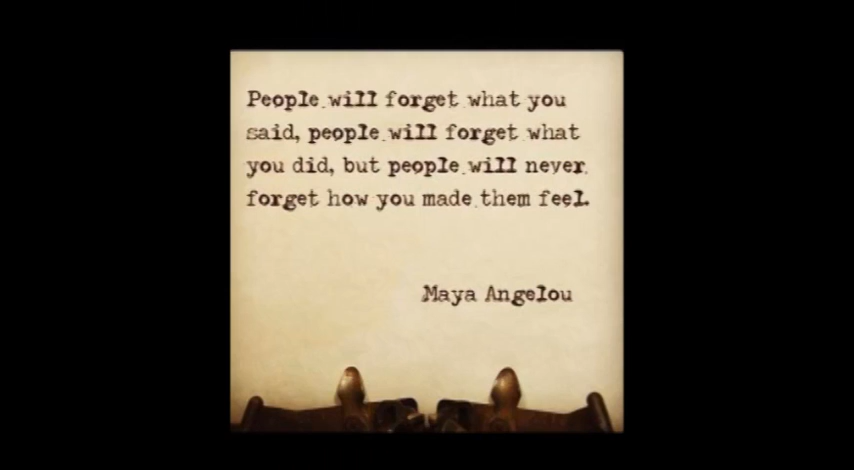 People will forget what you
said, people will forget what
you did, but people will never
forget how you made them feel.
Maya Angelou